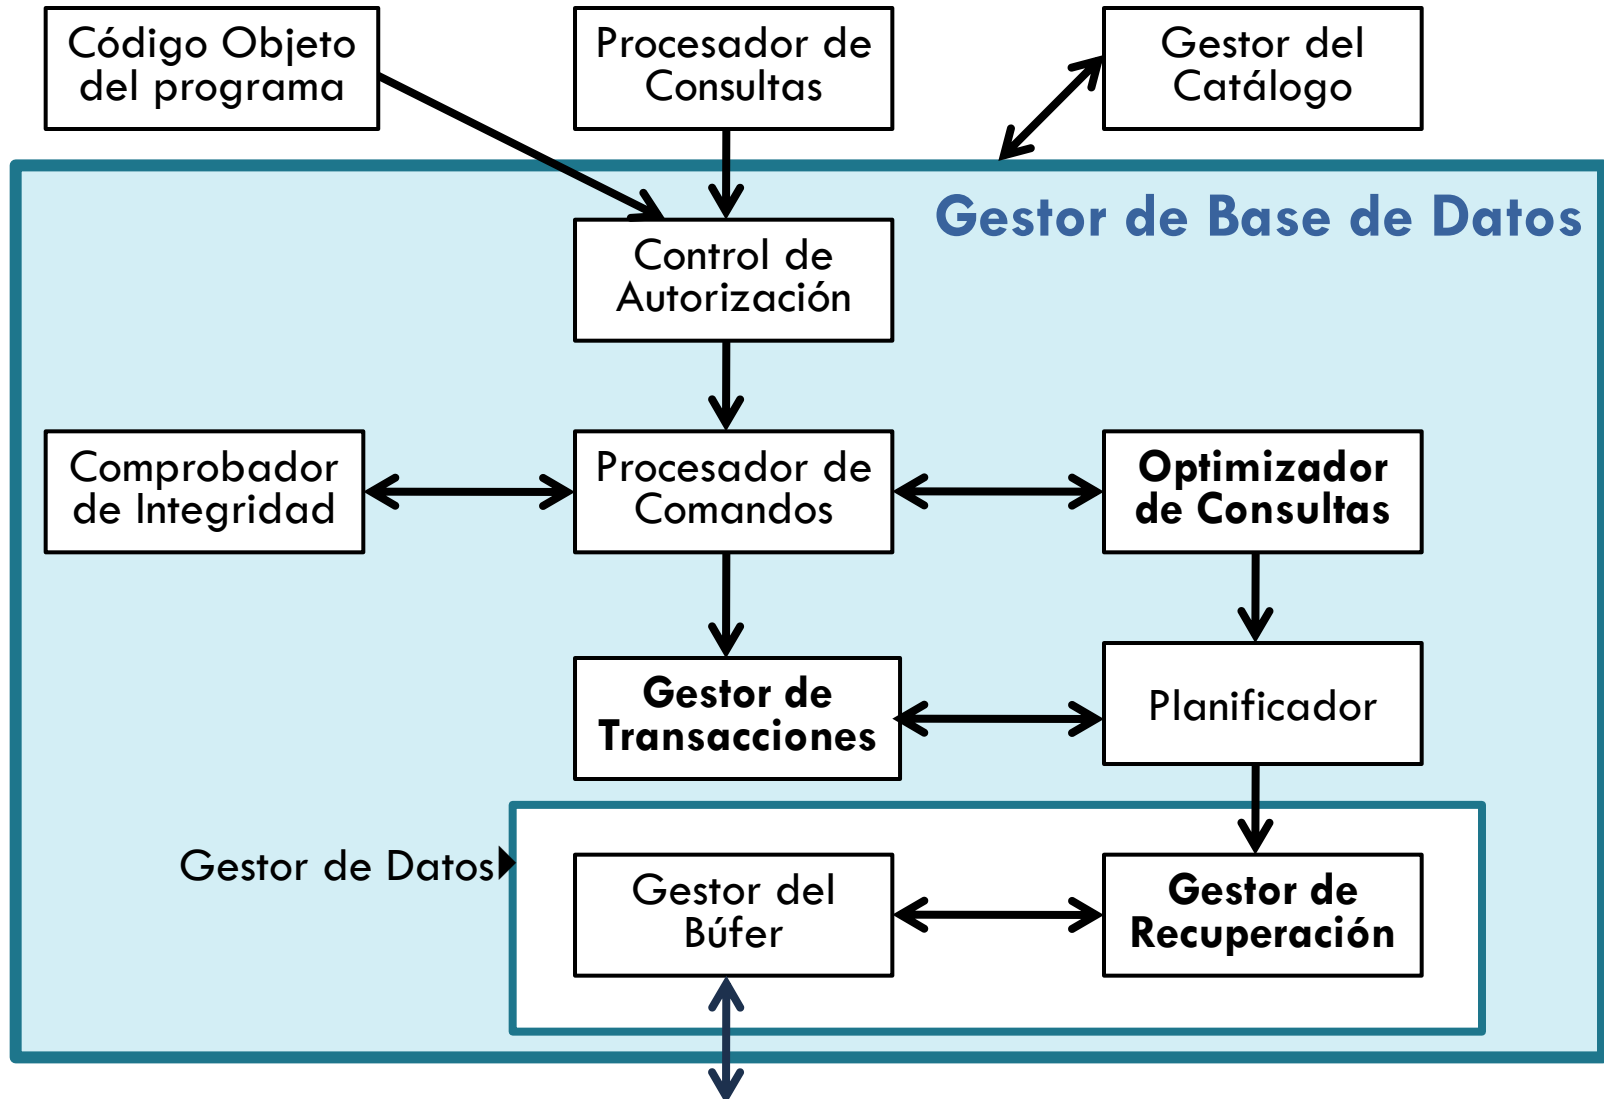 Código Objeto
del programa
Procesador de
Consultas
Gestor del
Catálogo
Gestor de Base de Datos
Control de
Autorización
Comprobador
de Integridad
Procesador de
Comandos
Optimizador
de Consultas
Gestor de
Transacciones
Planificador
Gestor de Datos
Gestor del
Búfer
Gestor de
Recuperación